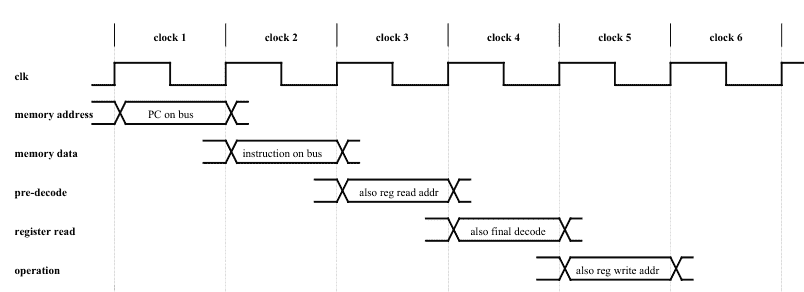 clock 1 clock 2 clock 3 clock 4 clock 5 clock 6
clk
memory address PC on bus
memory data instruction on bus
pre-decode also reg read addr
register read also final decode
operation also reg write addr